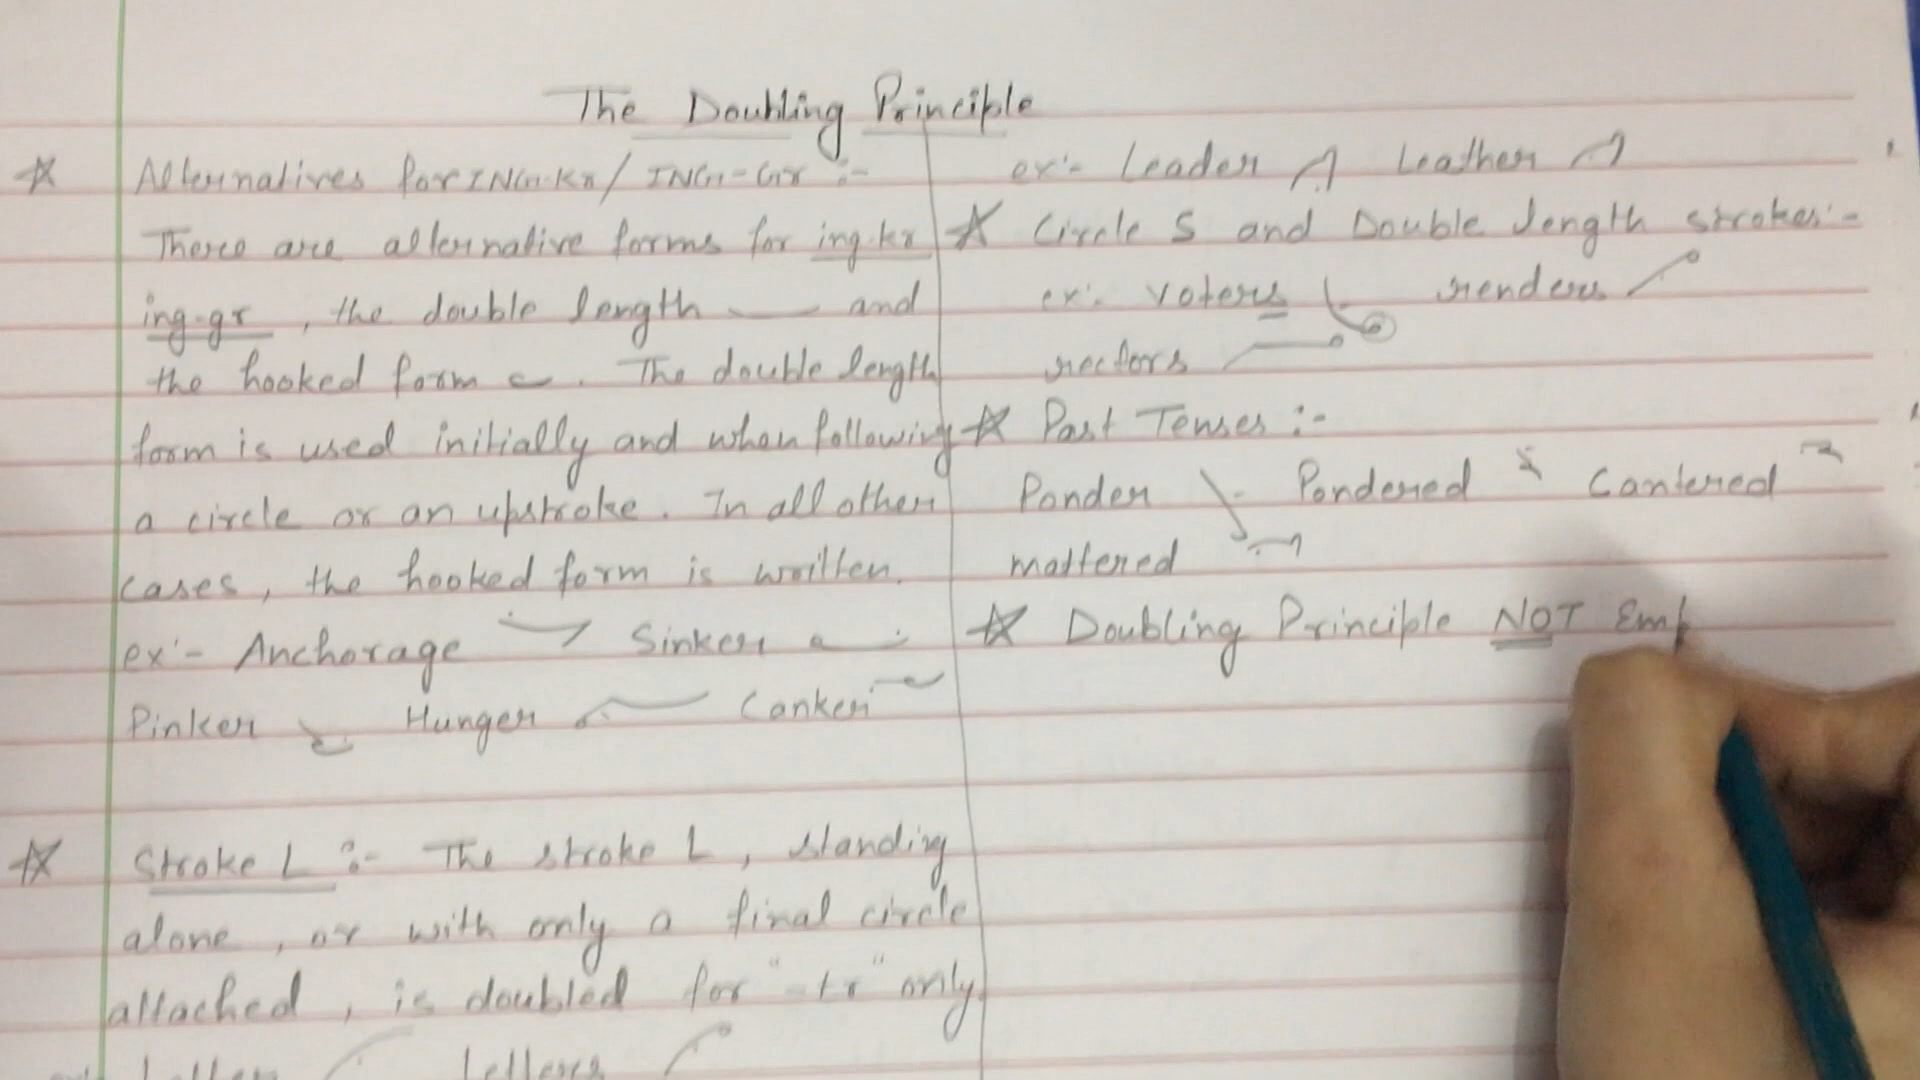 The Doubling Principle
☆ Alternatives for ING-Kr / ING-Gr :-
There are alternative forms for ing-kr
ing-gr, the double length and
the hooked form. The double length
form is used initially and when following
a circle or an upstroke. In all other
cases, the hooked form is written.
ex:- Anchorage Sinker
Pinker Hunger Canker
☆ Stroke L :- The stroke L, standing
alone, or with only a final circle
attached, is doubled for "-tr" only
Letters
ex:- Leader Leather
☆ Circle S and Double length strokes:-
ex:- Voters renders
rectors
☆ Past Tenses :-
Ponder Pondered Cantered
mattered
☆ Doubling Principle NOT Emp